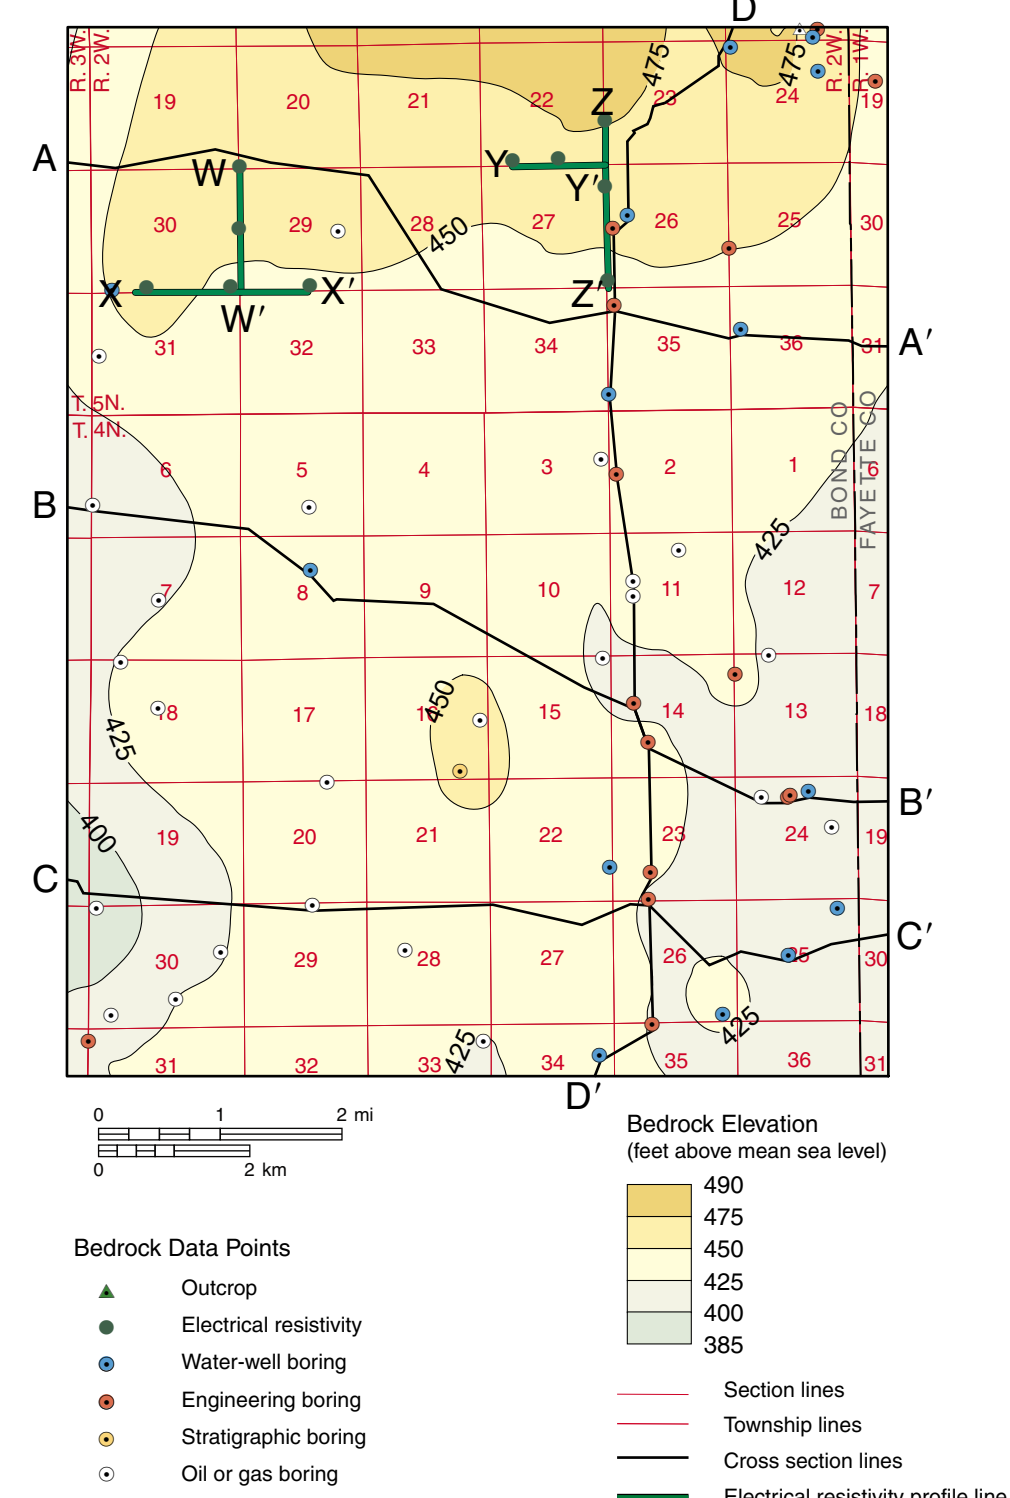 D
R. 3W.
R. 2W.
475
475
R. 2W.
R. 1W.
19 20 21 22 23 24 19
Z
A
W
Y
Y′
30 29 28 27 26 25 30
450
X
X′
Z′
W′
A′
31 32 33 34 35 36 31
T. 5N.
T. 4N.
BOND CO
FAYETTE CO
6 5 4 3 2 1 6
B
425
7 8 9 10 11 12 7
450
18 17 16 15 14 13 18
425
B′
400
19 20 21 22 23 24 19
C
C′
30 29 28 27 26 25 30
425
425
31 32 33 34 35 36 31
D′
0 1 2 mi
0 2 km
Bedrock Elevation
(feet above mean sea level)
490
475
450
425
400
385
Bedrock Data Points
Outcrop
Electrical resistivity
Water-well boring
Engineering boring
Stratigraphic boring
Oil or gas boring
Section lines
Township lines
Cross section lines
Electrical resistivity profile line